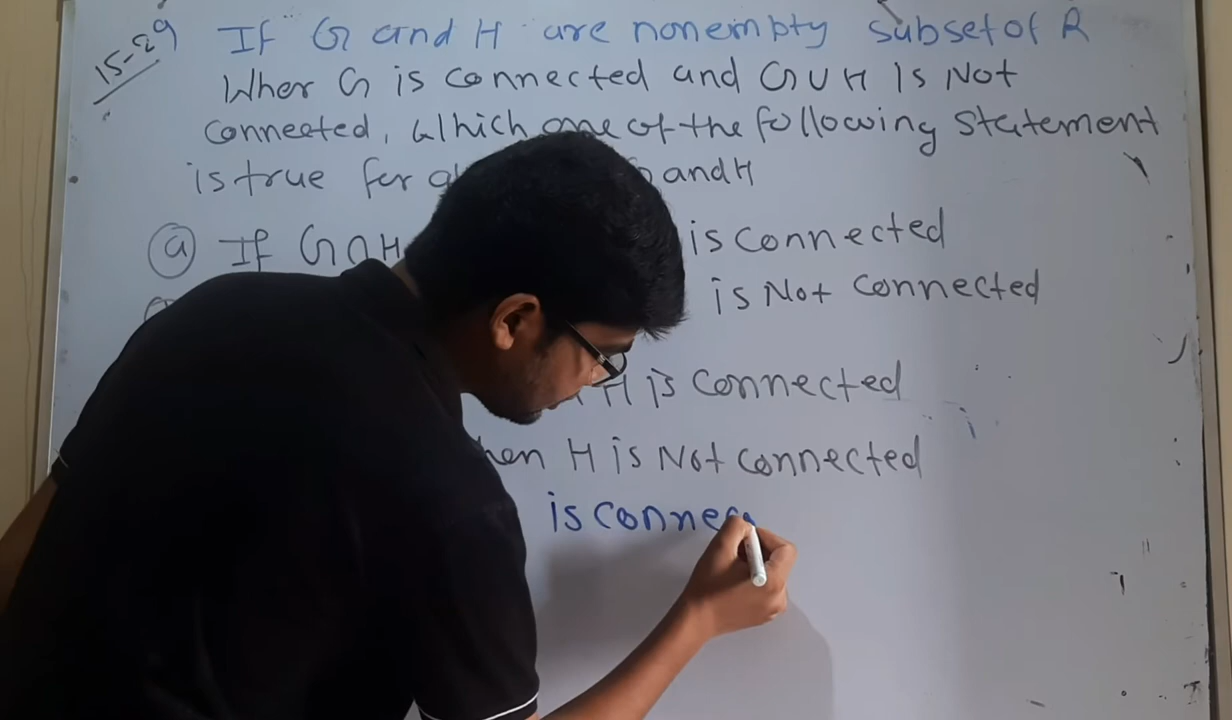 15-29 If G and H are nonempty subset of R
Wher G is connected and G U H is Not
connected, which one of the following statement
is true for and H
a If G ∩ H is connected
is Not connected
H is connected
hen H is Not connected
is connec